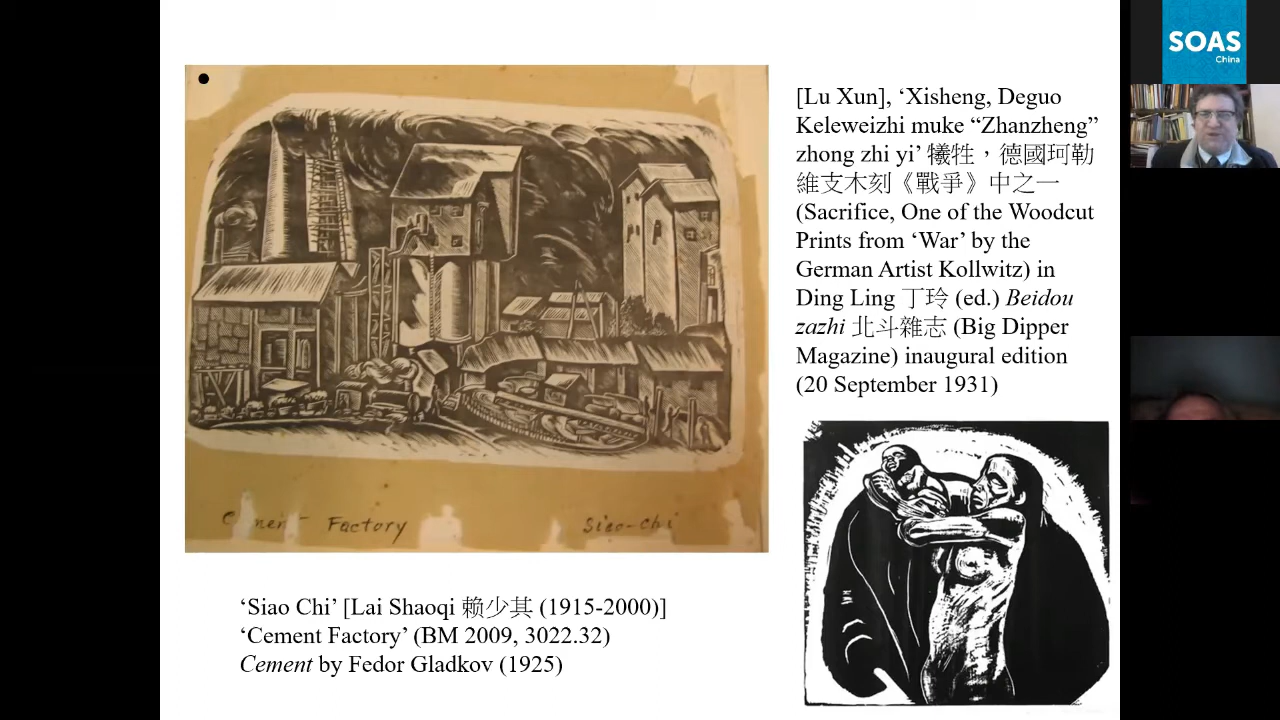 [Lu Xun], ‘Xisheng, Deguo
Keleweizhi muke “Zhanzheng”
zhong zhi yi’ 犧牲，德國珂勒
維支木刻《戰爭》中之一
(Sacrifice, One of the Woodcut
Prints from ‘War’ by the
German Artist Kollwitz) in
Ding Ling 丁玲 (ed.) Beidou
zazhi 北斗雜志 (Big Dipper
Magazine) inaugural edition
(20 September 1931)
Factory Siao-chi
‘Siao Chi’ [Lai Shaoqi 赖少其 (1915-2000)]
‘Cement Factory’ (BM 2009, 3022.32)
Cement by Fedor Gladkov (1925)
SOAS
China